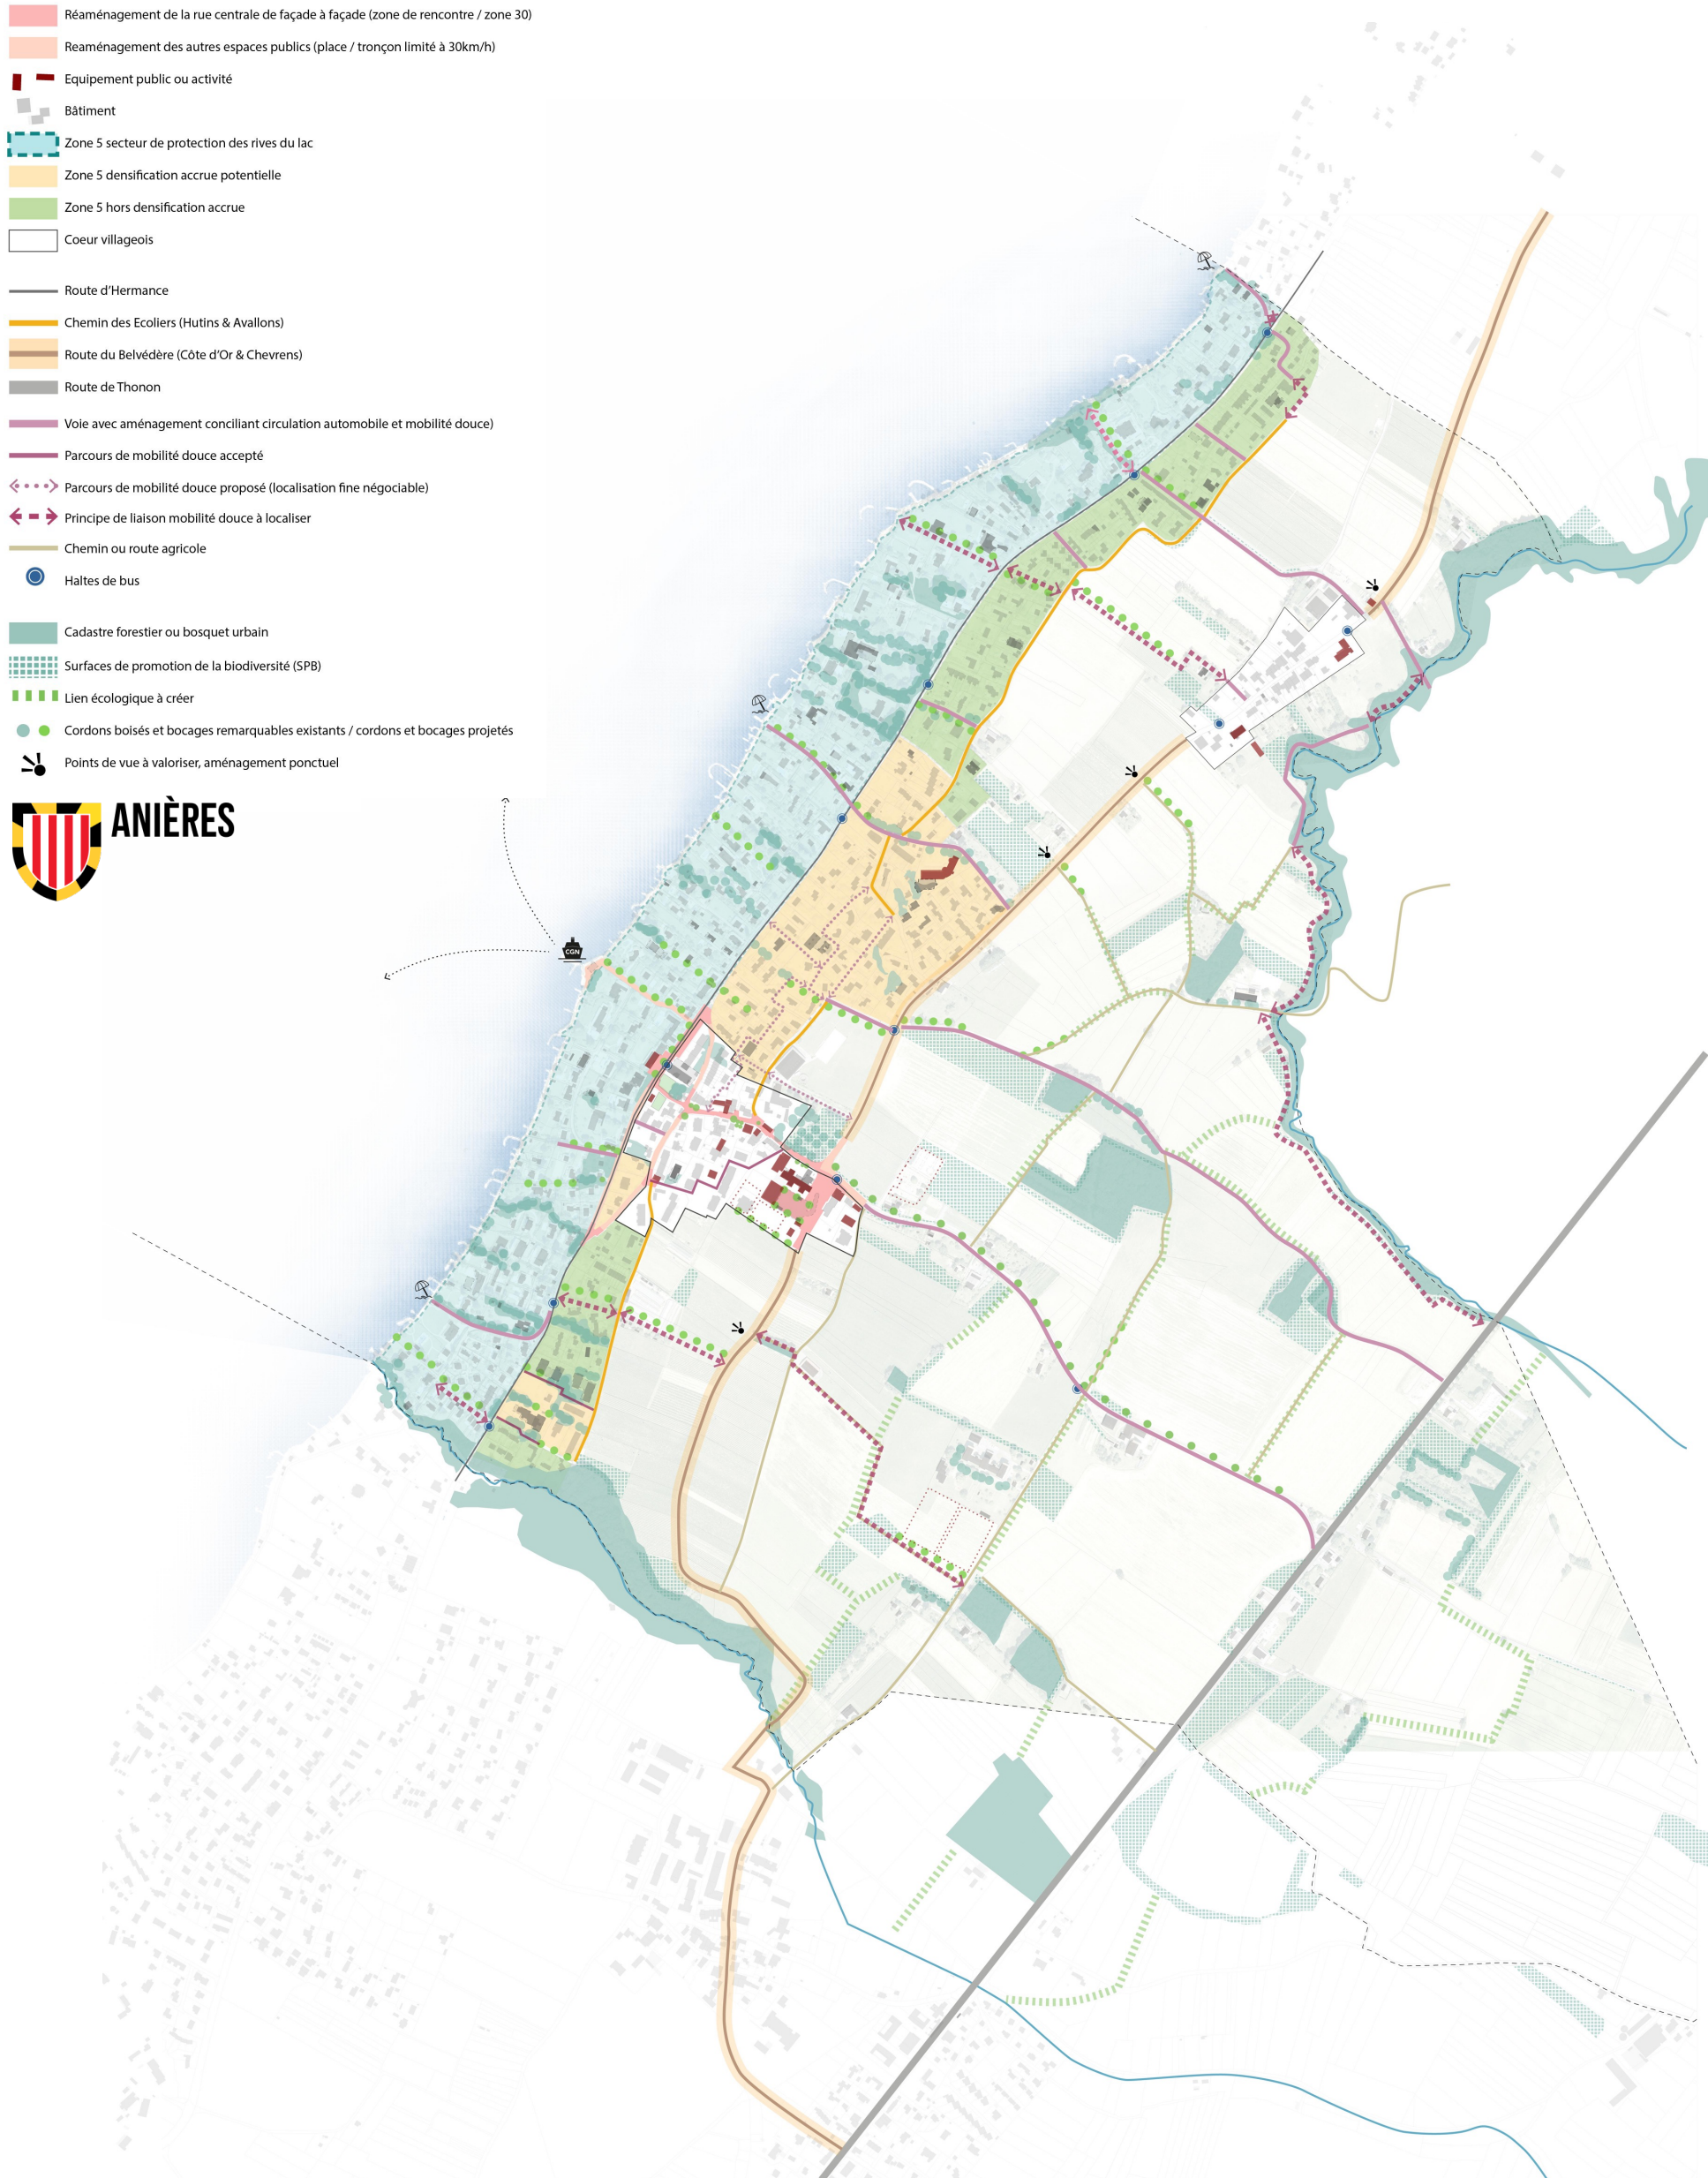 Réaménagement de la rue centrale de façade à façade (zone de rencontre / zone 30)
Reaménagement des autres espaces publics (place / tronçon limité à 30km/h)
Equipement public ou activité
Bâtiment
Zone 5 secteur de protection des rives du lac
Zone 5 densification accrue potentielle
Zone 5 hors densification accrue
Coeur villageois
Route d'Hermance
Chemin des Ecoliers (Hutins & Avallons)
Route du Belvédère (Côte d'Or & Chevrens)
Route de Thonon
Voie avec aménagement conciliant circulation automobile et mobilité douce)
Parcours de mobilité douce accepté
Parcours de mobilité douce proposé (localisation fine négociable)
Principe de liaison mobilité douce à localiser
Chemin ou route agricole
Haltes de bus
Cadastre forestier ou bosquet urbain
Surfaces de promotion de la biodiversité (SPB)
Lien écologique à créer
Cordons boisés et bocages remarquables existants / cordons et bocages projetés
Points de vue à valoriser, aménagement ponctuel
ANIÈRES
CGN